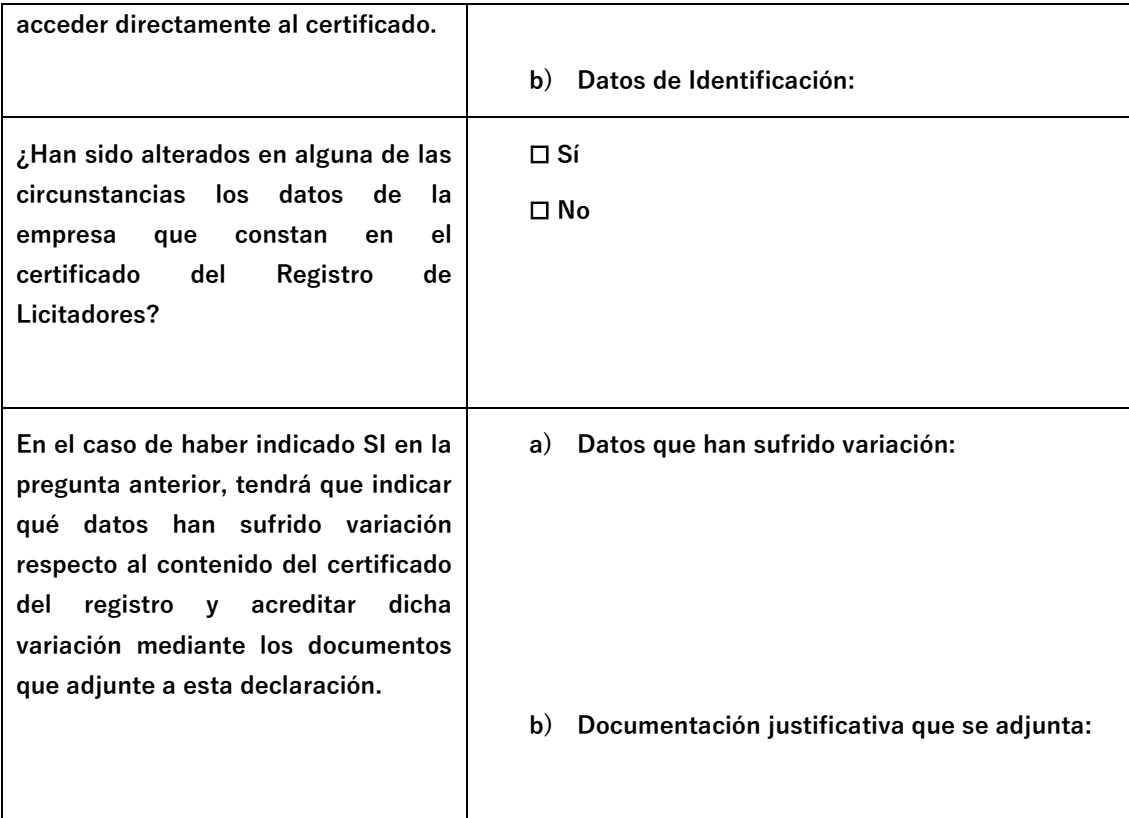 acceder directamente al certificado.
b) Datos de Identificación:
¿Han sido alterados en alguna de las
circunstancias los datos de la
empresa que constan en el
certificado del Registro de
Licitadores?
☐ Sí
☐ No
En el caso de haber indicado SI en la
pregunta anterior, tendrá que indicar
qué datos han sufrido variación
respecto al contenido del certificado
del registro y acreditar dicha
variación mediante los documentos
que adjunte a esta declaración.
a) Datos que han sufrido variación:
b) Documentación justificativa que se adjunta: